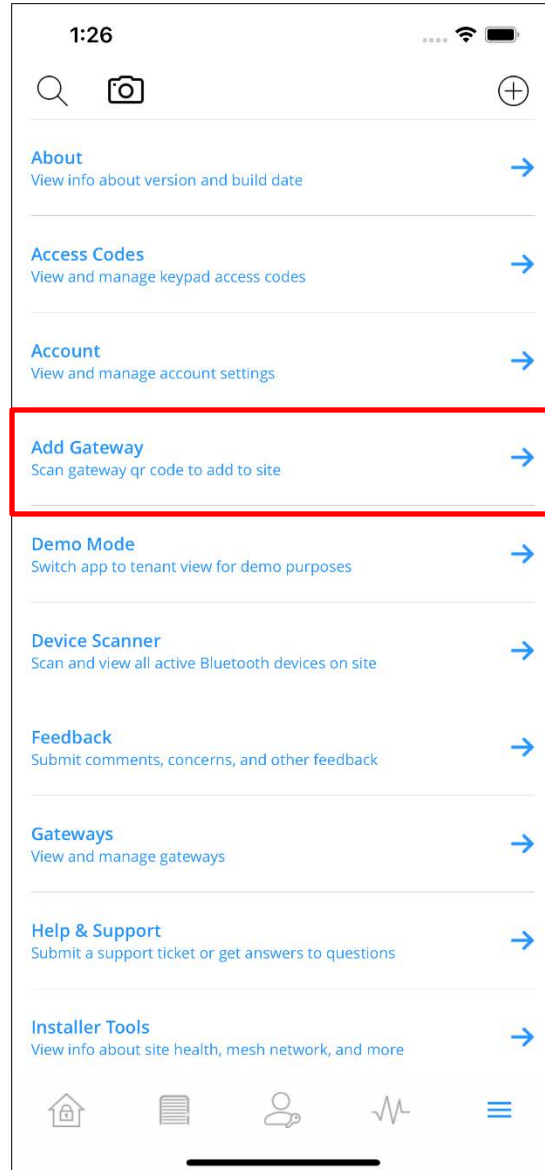 1:26
About
View info about version and build date
Access Codes
View and manage keypad access codes
Account
View and manage account settings
Add Gateway
Scan gateway qr code to add to site
Demo Mode
Switch app to tenant view for demo purposes
Device Scanner
Scan and view all active Bluetooth devices on site
Feedback
Submit comments, concerns, and other feedback
Gateways
View and manage gateways
Help & Support
Submit a support ticket or get answers to questions
Installer Tools
View info about site health, mesh network, and more